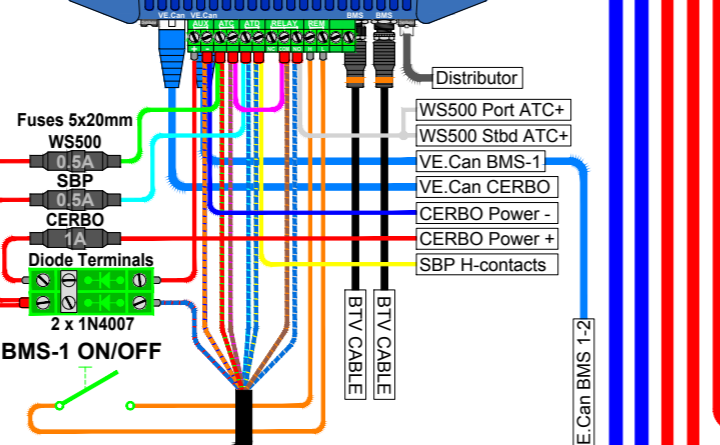 VE.Can VE.Can
AUX ATC ATD RELAY REM
BMS BMS
+ -
NC COM NO
H L
Distributor
WS500 Port ATC+
WS500 Stbd ATC+
VE.Can BMS-1
VE.Can CERBO
CERBO Power -
CERBO Power +
SBP H-contacts
Fuses 5x20mm
WS500
0.5A
SBP
0.5A
CERBO
1A
Diode Terminals
2 x 1N4007
BMS-1 ON/OFF
BTV CABLE
BTV CABLE
E.Can BMS 1-2